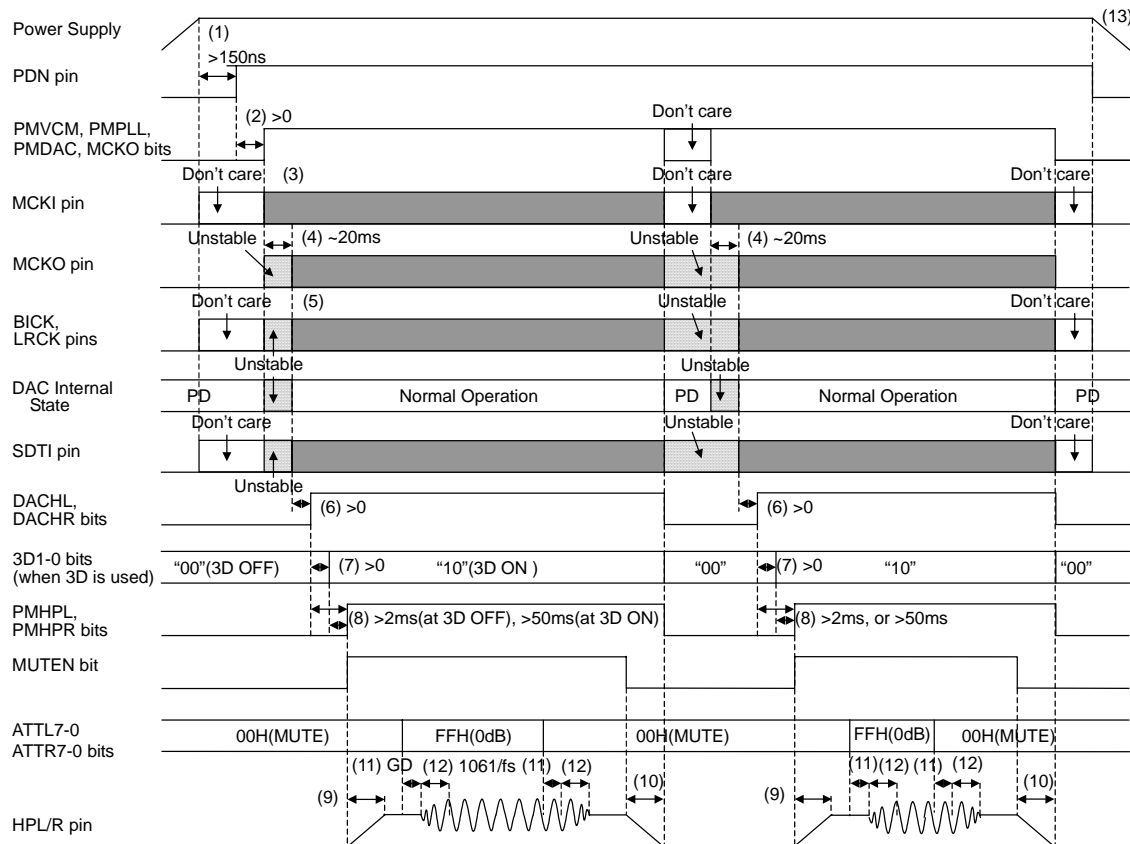 Power Supply
(1)
(13)
>150ns
PDN pin
(2) >0
Don't care
PMVCM, PMPLL,
PMDAC, MCKO bits
Don't care
(3)
Don't care
Don't care
MCKI pin
Unstable
(4) ~20ms
Unstable
(4) ~20ms
MCKO pin
Don't care
(5)
Unstable
Don't care
BICK,
LRCK pins
Unstable
Unstable
DAC Internal
State
PD
Normal Operation
PD
Normal Operation
PD
Don't care
Unstable
Don't care
SDTI pin
Unstable
DACHL,
DACHR bits
(6) >0
(6) >0
3D1-0 bits
(when 3D is used)
“00”(3D OFF)
(7) >0
“10”(3D ON )
“00”
(7) >0
“10”
“00”
PMHPL,
PMHPR bits
(8) >2ms(at 3D OFF), >50ms(at 3D ON)
(8) >2ms, or >50ms
MUTEN bit
ATTL7-0
ATTR7-0 bits
00H(MUTE)
FFH(0dB)
00H(MUTE)
FFH(0dB)
00H(MUTE)
(11) GD
(12)
1061/fs
(11)
(12)
(11)
(12)
(11)
(12)
(9)
(10)
(9)
(10)
HPL/R pin